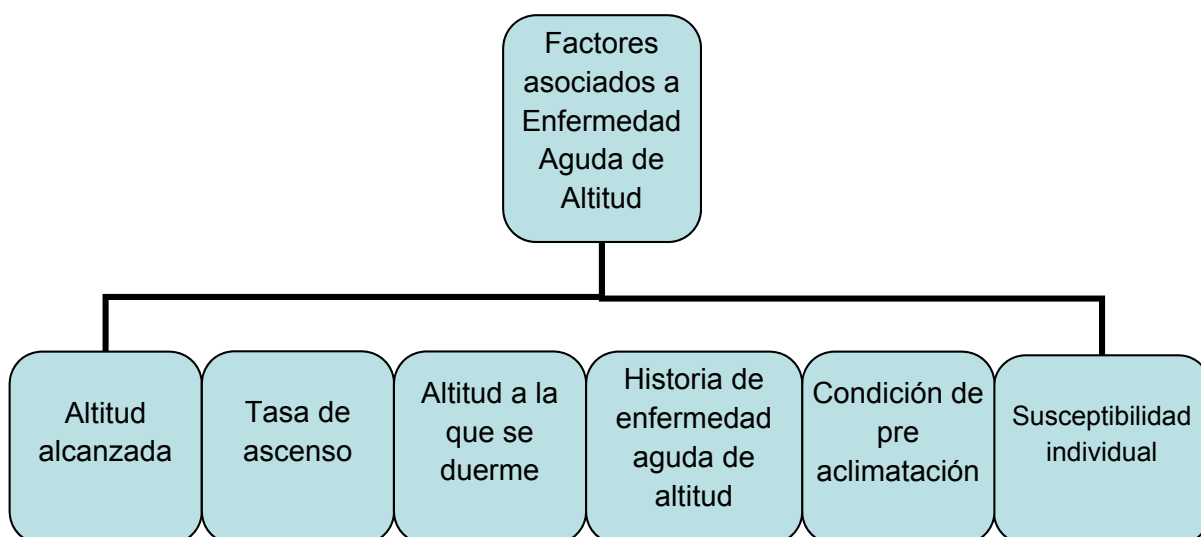 Factores
asociados a
Enfermedad
Aguda de
Altitud
Altitud
alcanzada
Tasa de
ascenso
Altitud a la
que se
duerme
Historia de
enfermedad
aguda de
altitud
Condición de
pre
aclimatación
Susceptibilidad
individual